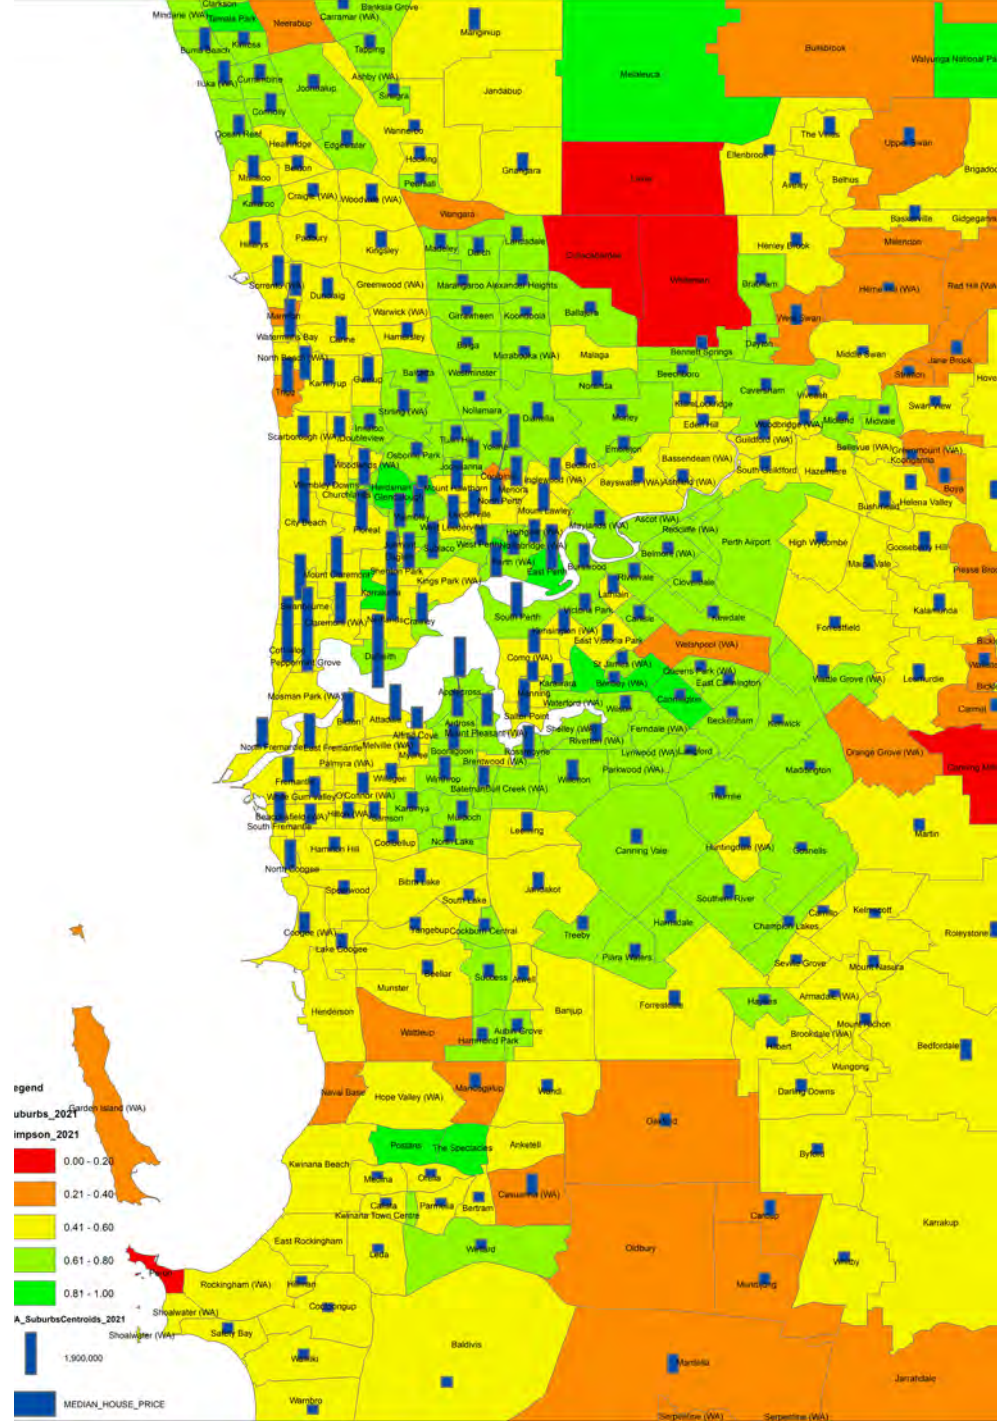 Clarkson
Banksia Grove
Mindarie (WA)
Tamala Park
Neerabup
Carramar (WA)
Mariginiup
Bullsbrook
Burns Beach
Kinross
Tapping
Melaleuca
Walyunga National Pa
Iluka (WA)
Currambine
Joondalup
Ashby (WA)
Sinagra
Jandabup
Connolly
Ocean Reef
Wanneroo
The Vines
Upper Swan
Heathridge
Edgewater
Hocking
Gnangara
Ellenbrook
Brigadoo
Mullaloo
Beldon
Pearsall
Lexia
Aveley
Belhus
Kallaroo
Craigie (WA)
Woodvale (WA)
Wangara
Baskerville
Gidgegann
Hillarys
Padbury
Kingsley
Madeley
Darch
Landsdale
Henley Brook
Millendon
Cullacabardee
Whiteman
Sorrento (WA)
Duncraig
Greenwood (WA)
Marangaroo
Alexander Heights
Brabham
Herne Hill (WA)
Red Hill (WA
Marmion
Warwick (WA)
Girrawheen
Koondoola
Ballajura
West Swan
Watermans Bay
Carine
Hamersley
Balga
Mirrabooka (WA)
Malaga
Bennett Springs
Dayton
Middle Swan
Jane Brook
North Beach (WA)
Trigg
Karrinyup
Gwelup
Balcatta
Westminster
Noranda
Beechboro
Caversham
Stratton
Hove
Stirling (WA)
Nollamara
Dianella
Morley
Kiara
Lockridge
Viveash
Swan View
Scarborough (WA)
Innaloo
Doubleview
Tuart Hill
Yokine
Eden Hill
Woodbridge (WA)
Midland
Midvale
Osborne Park
Embleton
Bassendean (WA)
Guildford (WA)
Bellevue (WA)
Greenmount (WA)
Koongamia
Woodlands (WA)
Joondanna
Coolbinia
Bedford
South Guildford
Hazelmere
Wembley Downs
Churchlands
Herdsman
Glendalough
Mount Hawthorn
Menora
Inglewood (WA)
Bayswater (WA)
Ashfield (WA)
Boya
Helena Valley
City Beach
Floreat
Wembley
Leederville
North Perth
Mount Lawley
Bushmead
West Leederville
Highgate (WA)
Maylands (WA)
Ascot (WA)
Redcliffe (WA)
Perth Airport
High Wycombe
Gooseberry Hill
Jolimont
Daglish
Subiaco
West Perth
Northbridge (WA)
Perth (WA)
East Perth
Burswood
Belmont (WA)
Maida Vale
Piesse Broo
Mount Claremont
Shenton Park
Kings Park (WA)
Rivervale
Cloverdale
Karrakatta
Lathlain
Kalamunda
Swanbourne
Claremont (WA)
Nedlands
Crawley
South Perth
Victoria Park
Carlisle
Kewdale
Forrestfield
Cottesloe
Kensington (WA)
East Victoria Park
Welshpool (WA)
Peppermint Grove
Dalkeith
Como (WA)
St James (WA)
Queens Park (WA)
Wattle Grove (WA)
Lesmurdie
Mosman Park (WA)
Applecross
Manning
Karawara
Bentley (WA)
East Cannington
Bicton
Attadale
Ardross
Salter Point
Waterford (WA)
Wilson
Cannington
Beckenham
Kenwick
Carmel
North Fremantle
East Fremantle
Melville (WA)
Alfred Cove
Myaree
Mount Pleasant (WA)
Rossmoyne
Shelley (WA)
Riverton (WA)
Ferndale (WA)
Orange Grove (WA)
Palmyra (WA)
Booragoon
Brentwood (WA)
Lynwood (WA)
Langford
Canning Mills
Fremantle
Willagee
Winthrop
Bateman
Bull Creek (WA)
Willetton
Parkwood (WA)
Maddington
White Gum Valley
O'Connor (WA)
Kardinya
Thornlie
Beaconsfield (WA)
Hilton (WA)
Samson
Murdoch
South Fremantle
Leeming
Martin
Hamilton Hill
Coolbellup
North Lake
Canning Vale
Huntingdale (WA)
Gosnells
North Coogee
Bibra Lake
Jandakot
Spearwood
South Lake
Southern River
Camillo
Kelmscott
Coogee (WA)
Yangebup
Cockburn Central
Treeby
Harrisdale
Champion Lakes
Roleystone
Lake Coogee
Piara Waters
Seville Grove
Mount Nasura
Beeliar
Success
Atwell
Munster
Banjup
Forrestdale
Haynes
Armadale (WA)
Henderson
Mount Richon
Wattleup
Aubin Grove
Hammond Park
Hilbert
Brookdale (WA)
Bedfordale
Wungong
egend
Naval Base
Hope Valley (WA)
Mandogalup
Wandi
Darling Downs
uburbs_2021
Garden Island (WA)
Oakford
impson_2021
Postans
The Spectacles
Anketell
Byford
0.00 - 0.20
Kwinana Beach
Medina
Orelia
Casuarina (WA)
0.21 - 0.40
Calista
Parmelia
Bertram
Cardup
Karrakup
Kwinana Town Centre
0.41 - 0.60
East Rockingham
Leda
Wellard
Oldbury
Whitby
0.61 - 0.80
Peron
Rockingham (WA)
Hillman
Mundijong
0.81 - 1.00
Cooloongup
Shoalwater (WA)
A_SuburbsCentroids_2021
Shoalwater (WA)
Safety Bay
Baldivis
1,900,000
Waikiki
Mardella
Jarrahdale
MEDIAN_HOUSE_PRICE
Warnbro
Serpentine (WA)
Serpentine (WA)